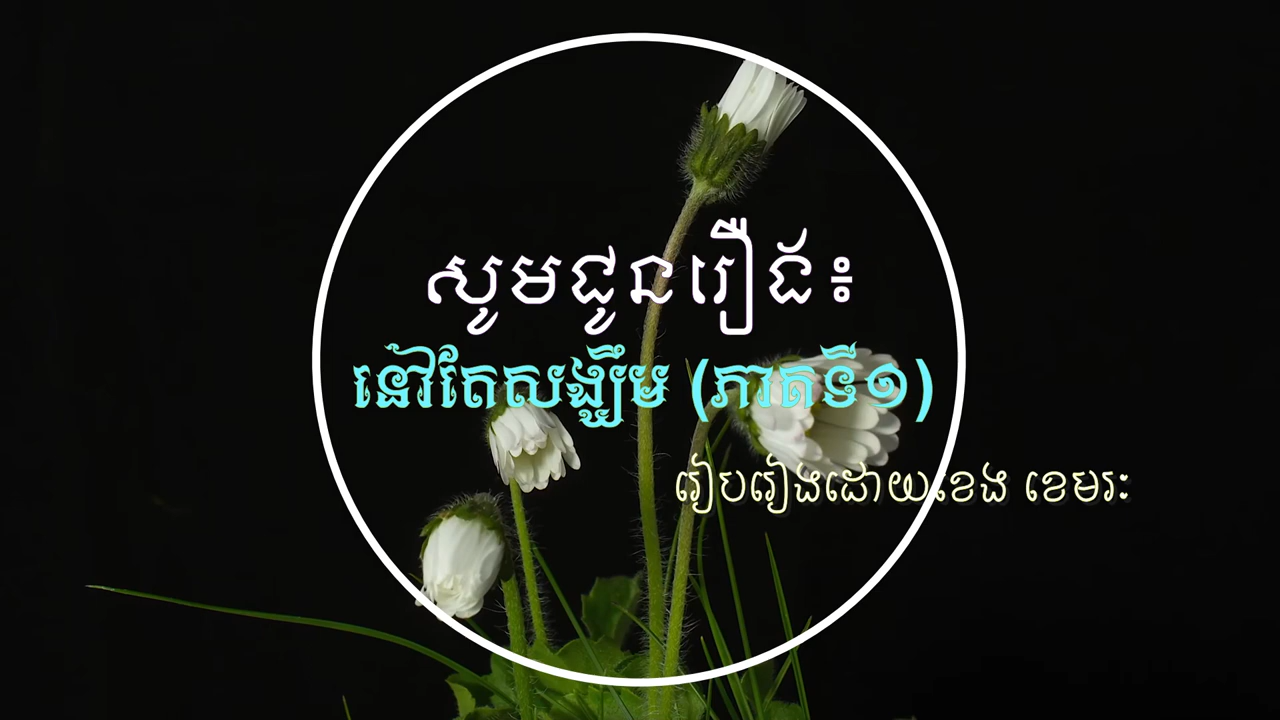 សូមជូនរឿង៖
នៅតែសង្ឃឹម (ភាគទី១)
រៀបរៀងដោយខេង ខេមរៈ